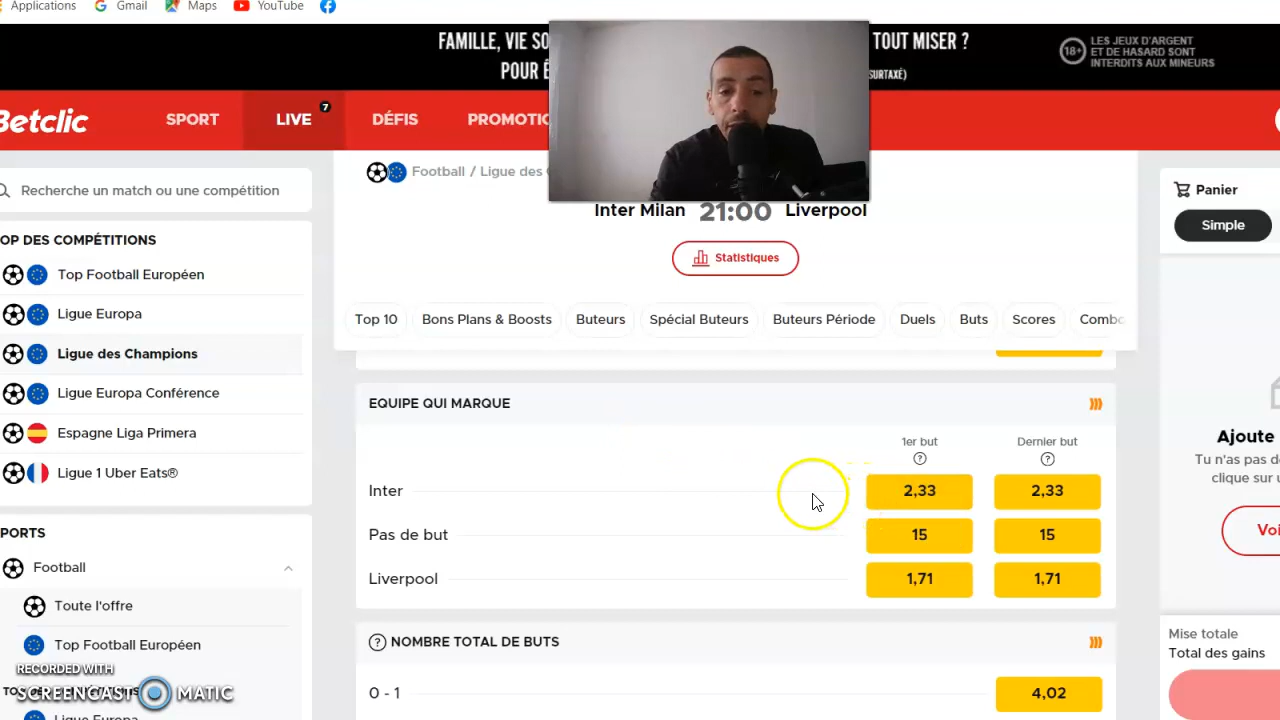 Applications Gmail Maps YouTube
FAMILLE, VIE SO TOUT MISER ?
POUR Ê SURTAXÉ)
18+ LES JEUX D'ARGENT
ET DE HASARD SONT
INTERDITS AUX MINEURS
Betclic SPORT LIVE 7 DÉFIS PROMOTIO
Recherche un match ou une compétition
OP DES COMPÉTITIONS
Top Football Européen
Ligue Europa
Ligue des Champions
Ligue Europa Conférence
Espagne Liga Primera
Ligue 1 Uber Eats®
PORTS
Football
Toute l'offre
Top Football Européen
RECORDED WITH
SCREENCAST MATIC
Ligue Europa
Football / Ligue des
Inter Milan 21:00 Liverpool
Statistiques
Top 10 Bons Plans & Boosts Buteurs Spécial Buteurs Buteurs Période Duels Buts Scores Combo
EQUIPE QUI MARQUE
1er but Dernier but
? ?
Inter 2,33 2,33
Pas de but 15 15
Liverpool 1,71 1,71
? NOMBRE TOTAL DE BUTS
0 - 1 4,02
Panier
Simple
Ajoute
Tu n'as pas d
clique sur
Voi
Mise totale
Total des gains